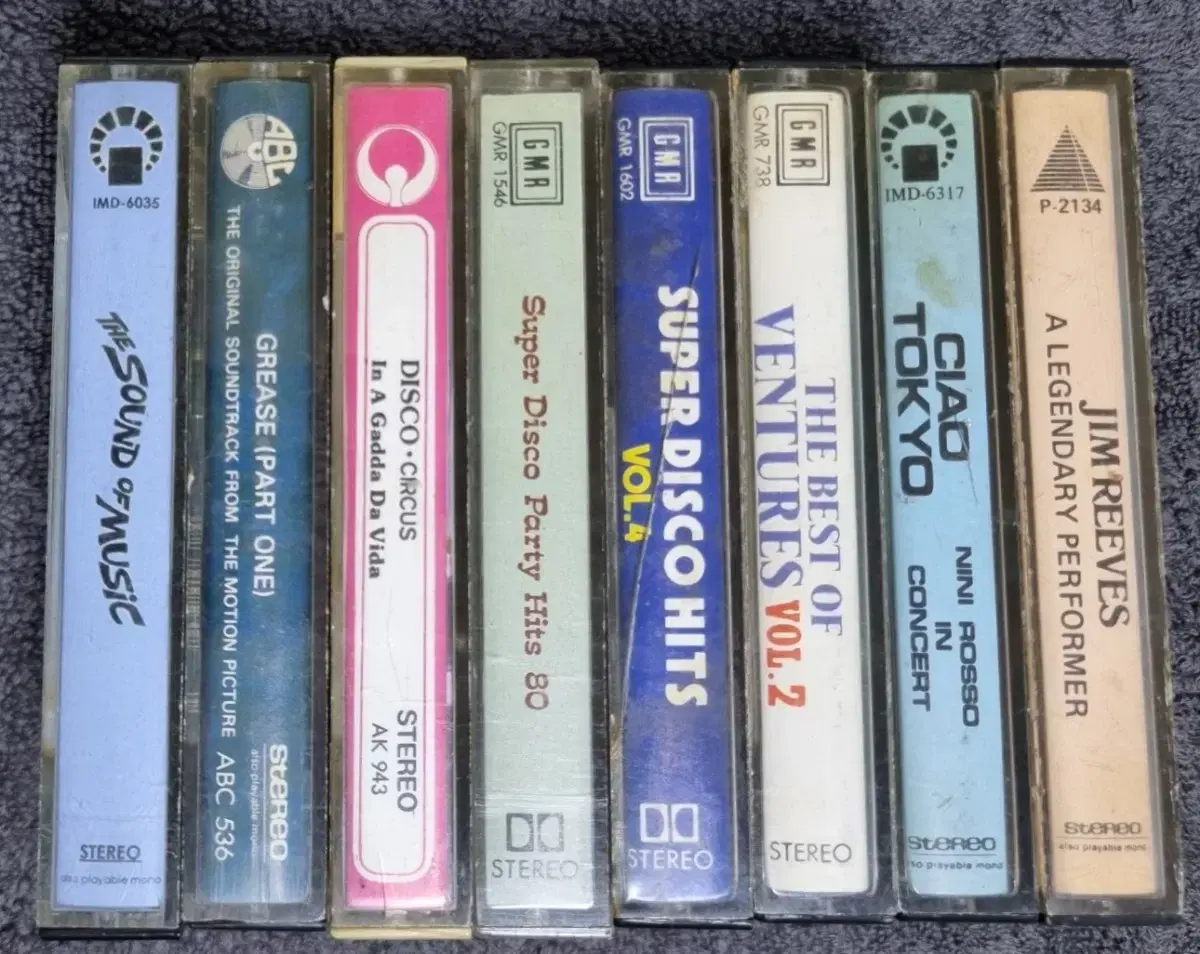 IMD-6035
THE SOUND OF MUSIC
STEREO
also playable mono
ABC
GREASE (PART ONE)
THE ORIGINAL SOUNDTRACK FROM THE MOTION PICTURE
stereo
also playable mono
ABC 536
DISCO • CIRCUS
In A Gadda Da Vida
STEREO
AK 943
GMR
GMR 1546
Super Disco Party Hits 80
STEREO
GMR
GMR 1602
SUPER DISCO HITS
VOL.4
STEREO
GMR
GMR 738
THE BEST OF
VENTURES VOL.2
STEREO
IMD-6317
CIAO
TOKYO
NINI ROSSO
IN
CONCERT
stereo
also playable mono
P-2134
JIM REEVES
A LEGENDARY PERFORMER
stereo
also playable mono